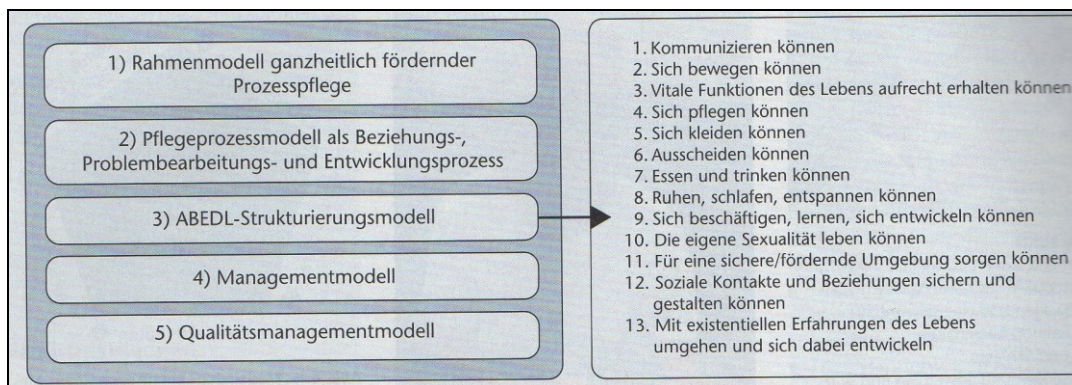 1) Rahmenmodell ganzheitlich fördernder
Prozesspflege
2) Pflegeprozessmodell als Beziehungs-,
Problembearbeitungs- und Entwicklungsprozess
3) ABEDL-Strukturierungsmodell
4) Managementmodell
5) Qualitätsmanagementmodell
1. Kommunizieren können
2. Sich bewegen können
3. Vitale Funktionen des Lebens aufrecht erhalten können
4. Sich pflegen können
5. Sich kleiden können
6. Ausscheiden können
7. Essen und trinken können
8. Ruhen, schlafen, entspannen können
9. Sich beschäftigen, lernen, sich entwickeln können
10. Die eigene Sexualität leben können
11. Für eine sichere/fördernde Umgebung sorgen können
12. Soziale Kontakte und Beziehungen sichern und
gestalten können
13. Mit existentiellen Erfahrungen des Lebens
umgehen und sich dabei entwickeln